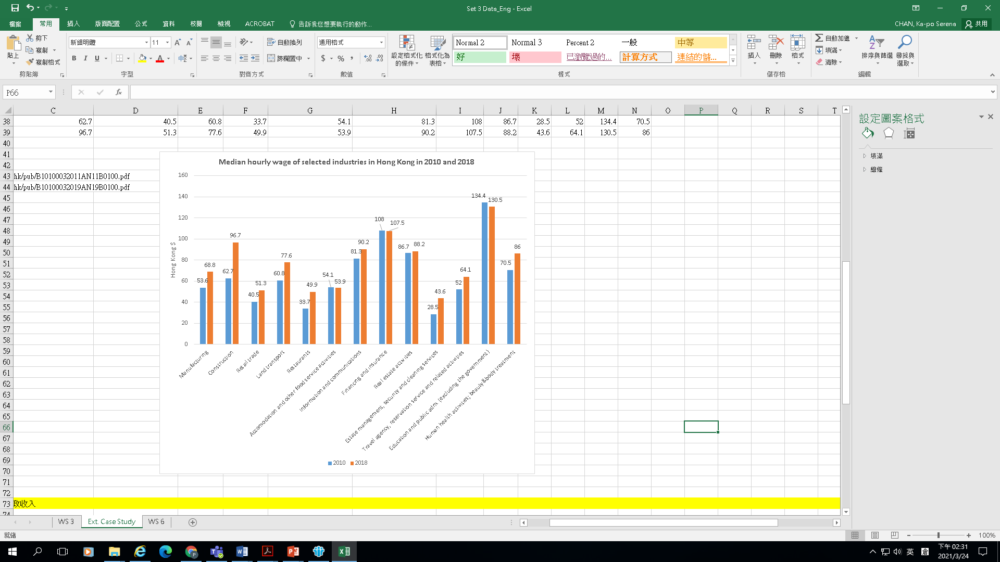 Set 3 Data_Eng - Excel
檔案 常用 插入 版面配置 公式 資料 校閱 檢視 ACROBAT 告訴我您想要執行的動作... CHAN, Ka-po Serena 共用
貼上 剪下 複製 複製格式 剪貼簿
新細明體 11 B I U A 中 字型
自動換列 跨欄置中 對齊方式
通用格式 $ % , 數值
設定格式化的條件 格式化為表格
Normal 2 Normal 3 Percent 2 一般 中等
好 壞 已瀏覽過的... 計算方式 連結的儲...
樣式
插入 刪除 格式 儲存格
自動加總 填滿 清除 排序與篩選 尋找與選取 編輯
P66 fx
C D E F G H I J K L M N O P Q R S T
38 62.7 40.5 60.8 33.7 54.1 81.3 108 86.7 28.5 52 134.4 70.5
39 96.7 51.3 77.6 49.9 53.9 90.2 107.5 88.2 43.6 64.1 130.5 86
40
41
42
43 hk/pub/B10100032011AN11B0100.pdf
44 hk/pub/B10100032019AN19B0100.pdf
45
46
47
48
49
50
51
52
53
54
55
56
57
58
59
60
61
62
63
64
65
66
67
68
69
70
71
72
73 政收入
74
Median hourly wage of selected industries in Hong Kong in 2010 and 2018
Hong Kong $
160
140
120
100
80
60
40
20
0
53.6 68.8
62.7 96.7
40.5 51.3
60.8 77.6
33.7 49.9
54.1 53.9
81.3 90.2
108 107.5
86.7 88.2
28.5 43.6
52 64.1
134.4 130.5
70.5 86
Manufacturing
Construction
Retail trade
Land transport
Restaurants
Accomodation and other food service activities
Information and communications
Financing and insurance
Real estate activities
Estate management, security and cleaning services
Travel agency, reservation service and related activities
Education and public adm. (excluding the government)
Human health activities; beauty &body treatment
2010 2018
設定圖案格式
填滿
線條
WS 3 Ext. Case Study WS 6
就緒 100%
英 下午 02:31
2021/3/24